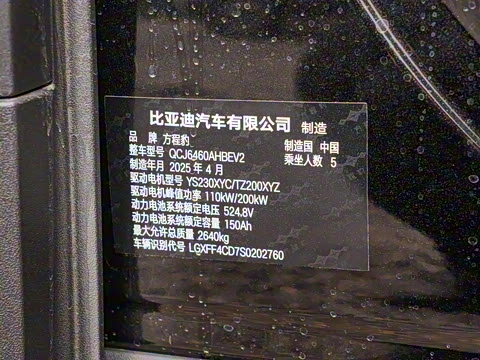 比亚迪汽车有限公司 制造
品 牌 方程豹 制造国 中国
整车型号 QCJ6460AHBEV2 乘坐人数 5
制造年月 2025 年 4 月
驱动电机型号 YS230XYC/TZ200XYZ
驱动电机峰值功率 110kW/200kW
动力电池系统额定电压 524.8V
动力电池系统额定容量 150Ah
最大允许总质量 2640kg
车辆识别代号 LGXFF4CD7S0202760